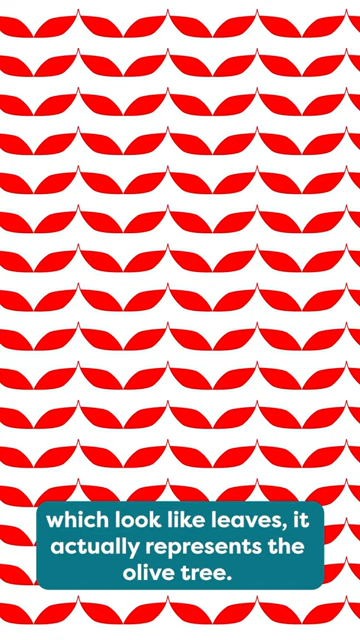 which look like leaves, it
actually represents the
olive tree.